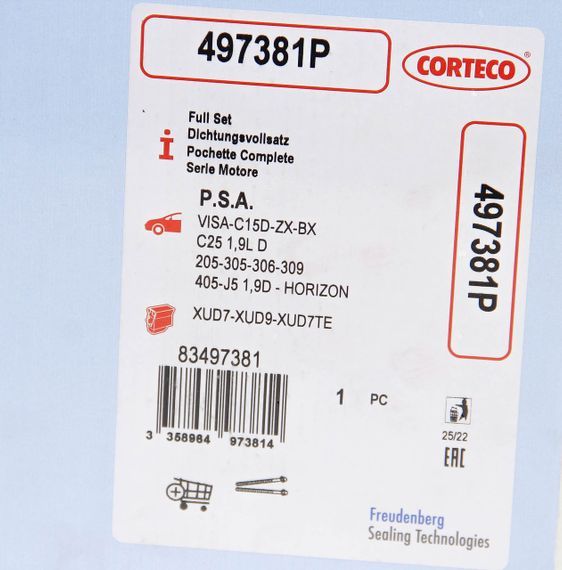 497381P
CORTECO
®
Full Set
Dichtungsvollsatz
Pochette Complete
Serie Motore
497381P
P.S.A.
VISA-C15D-ZX-BX
C25 1,9L D
205-305-306-309
405-J5 1,9D - HORIZON
XUD7-XUD9-XUD7TE
83497381
1 PC
3 358964 973814
25/22
EAC
Freudenberg
Sealing Technologies